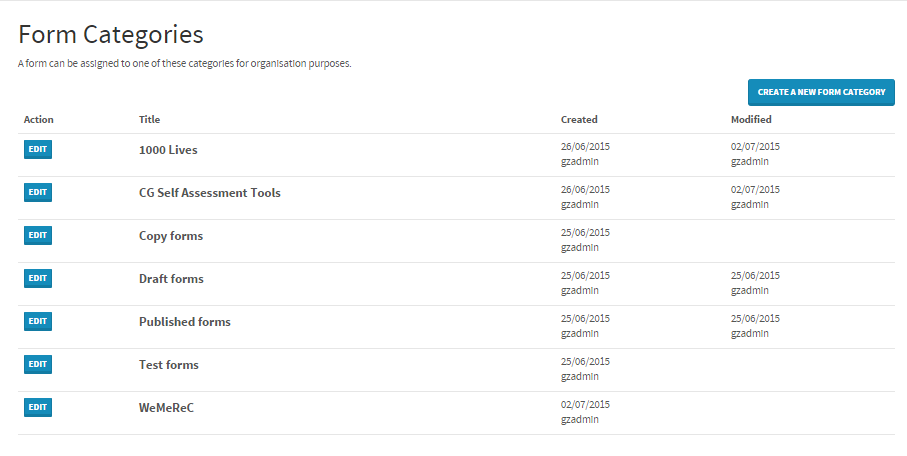 Form Categories
A form can be assigned to one of these categories for organisation purposes.
CREATE A NEW FORM CATEGORY
Action Title Created Modified
EDIT 1000 Lives 26/06/2015 02/07/2015
gzadmin gzadmin
EDIT CG Self Assessment Tools 26/06/2015 02/07/2015
gzadmin gzadmin
EDIT Copy forms 25/06/2015
gzadmin
EDIT Draft forms 25/06/2015 25/06/2015
gzadmin gzadmin
EDIT Published forms 25/06/2015 25/06/2015
gzadmin gzadmin
EDIT Test forms 25/06/2015
gzadmin
EDIT WeMeReC 02/07/2015
gzadmin